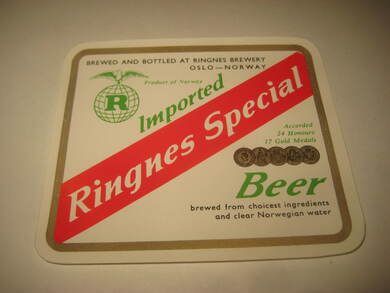 BREWED AND BOTTLED AT RINGNES BREWERY
OSLO—NORWAY
Product of Norway
R
Imported
Ringnes Special
Accorded
24 Honours
17 Gold Medals
Beer
brewed from choicest ingredients
and clear Norwegian water